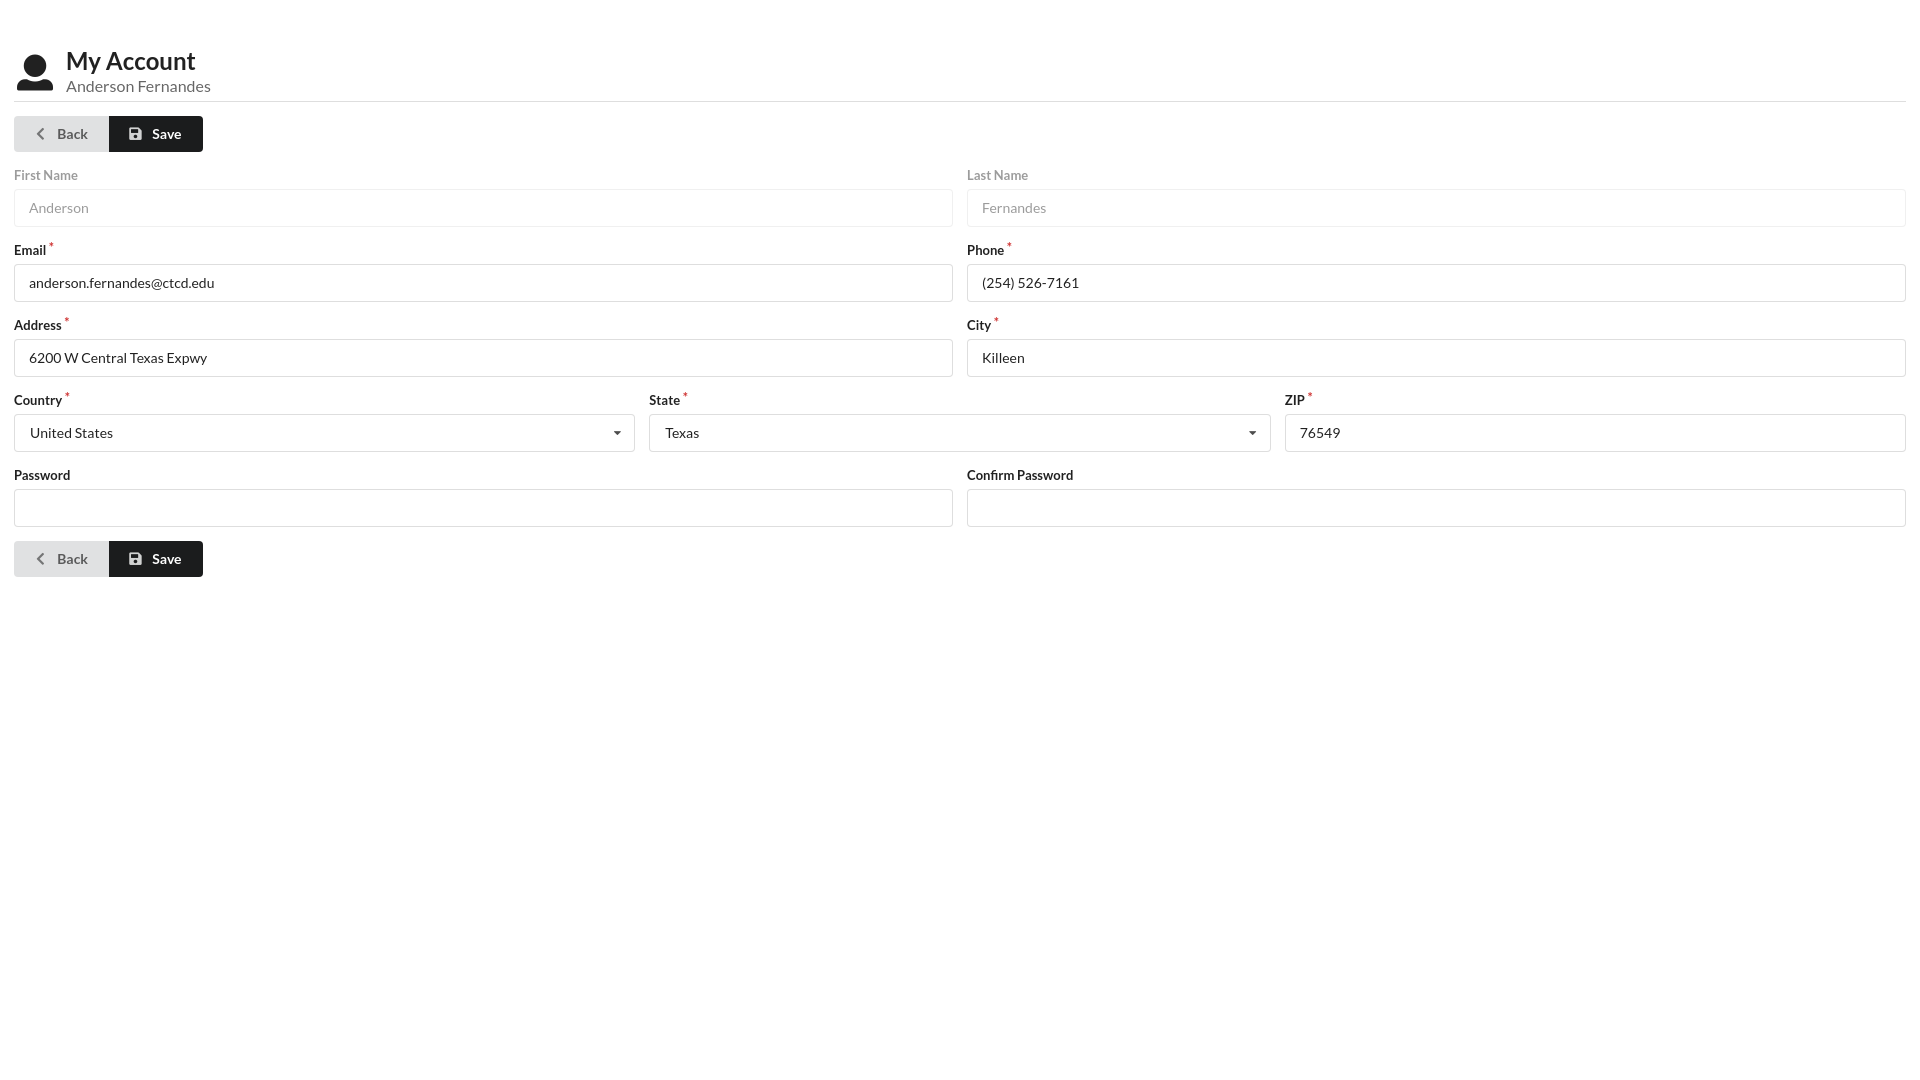 My Account
Anderson Fernandes
Back Save
First Name Last Name
Anderson Fernandes
Email * Phone *
anderson.fernandes@ctcd.edu (254) 526-7161
Address * City *
6200 W Central Texas Expwy Killeen
Country * State * ZIP *
United States Texas 76549
Password Confirm Password
Back Save